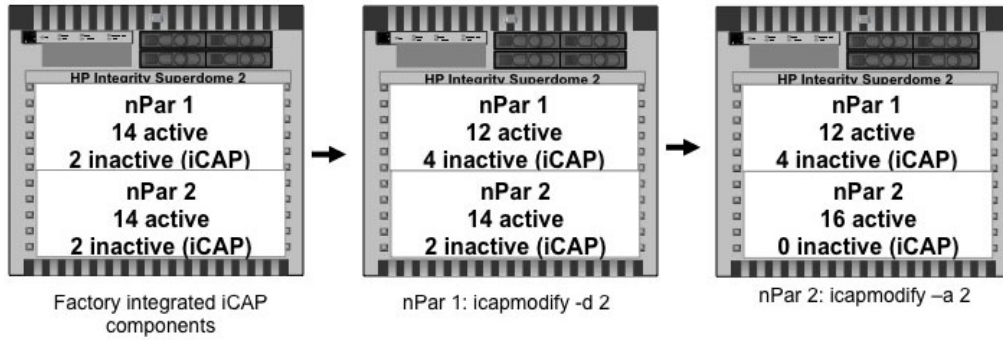 HP Integrity Superdome 2
nPar 1
14 active
2 inactive (iCAP)
nPar 2
14 active
2 inactive (iCAP)
Factory integrated iCAP
components
HP Integrity Superdome 2
nPar 1
12 active
4 inactive (iCAP)
nPar 2
14 active
2 inactive (iCAP)
nPar 1: icapmodify -d 2
HP Integrity Superdome 2
nPar 1
12 active
4 inactive (iCAP)
nPar 2
16 active
0 inactive (iCAP)
nPar 2: icapmodify –a 2